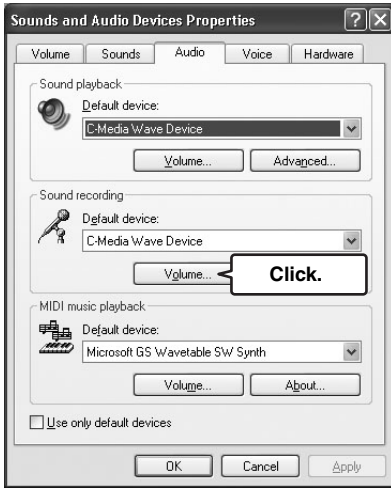 Sounds and Audio Devices Properties
Volume Sounds Audio Voice Hardware
Sound playback
Default device:
C-Media Wave Device
Volume... Advanced...
Sound recording
Default device:
C-Media Wave Device
Volume... Click.
MIDI music playback
Default device:
Microsoft GS Wavetable SW Synth
Volume... About...
Use only default devices
OK Cancel Apply